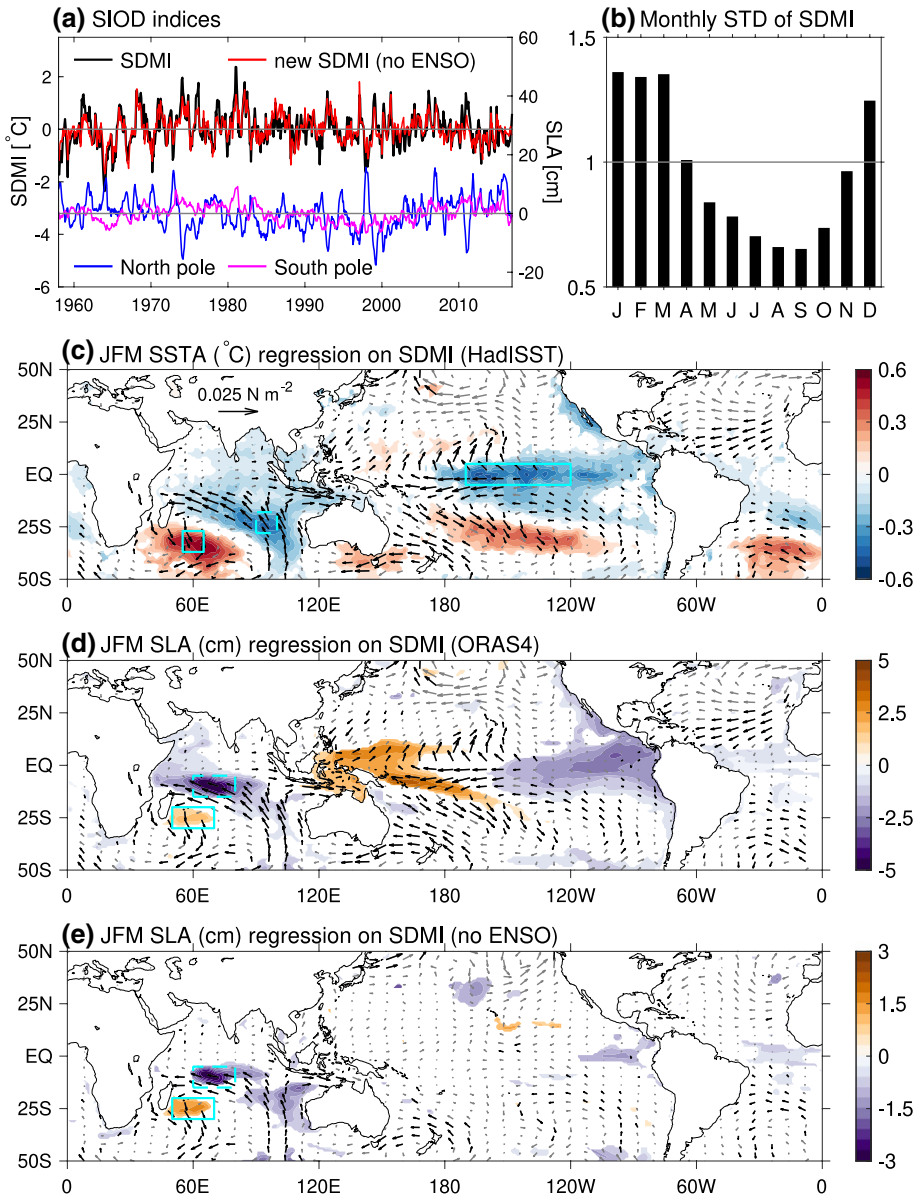 (a) SIOD indices
SDMI
new SDMI (no ENSO)
North pole
South pole
SDMI [°C]
2
0
-2
-4
-6
60
40
20
0
-20
SLA [cm]
1960 1970 1980 1990 2000 2010
(b) Monthly STD of SDMI
1.5
1
0.5
J F M A M J J A S O N D
(c) JFM SSTA (°C) regression on SDMI (HadISST)
0.025 N m-2
50N
25N
EQ
25S
50S
0 60E 120E 180 120W 60W 0
0.6
0.3
0
-0.3
-0.6
(d) JFM SLA (cm) regression on SDMI (ORAS4)
50N
25N
EQ
25S
50S
0 60E 120E 180 120W 60W 0
5
2.5
0
-2.5
-5
(e) JFM SLA (cm) regression on SDMI (no ENSO)
50N
25N
EQ
25S
50S
0 60E 120E 180 120W 60W 0
3
1.5
0
-1.5
-3